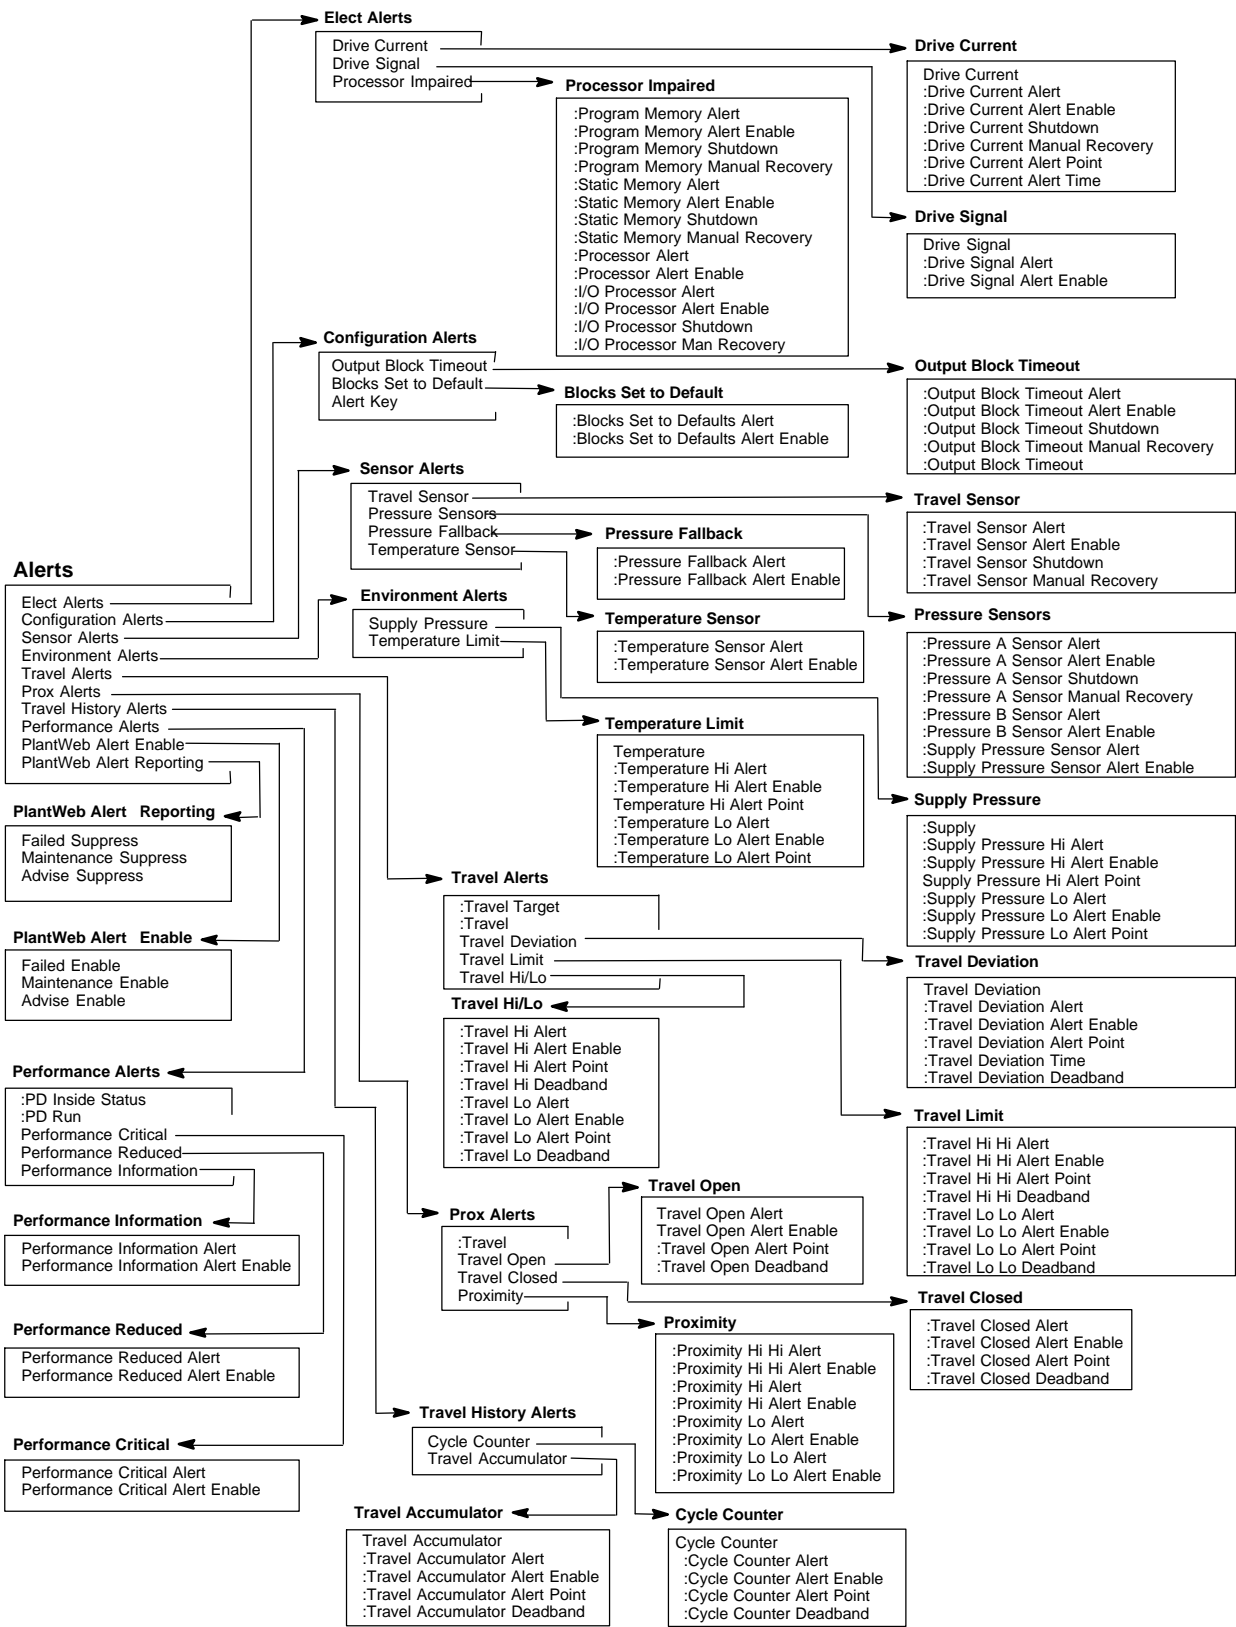 Elect Alerts
Drive Current
Drive Signal
Processor Impaired
Drive Current
Drive Current
:Drive Current Alert
:Drive Current Alert Enable
:Drive Current Shutdown
:Drive Current Manual Recovery
:Drive Current Alert Point
:Drive Current Alert Time
Processor Impaired
:Program Memory Alert
:Program Memory Alert Enable
:Program Memory Shutdown
:Program Memory Manual Recovery
:Static Memory Alert
:Static Memory Alert Enable
:Static Memory Shutdown
:Static Memory Manual Recovery
:Processor Alert
:Processor Alert Enable
:I/O Processor Alert
:I/O Processor Alert Enable
:I/O Processor Shutdown
:I/O Processor Man Recovery
Drive Signal
Drive Signal
:Drive Signal Alert
:Drive Signal Alert Enable
Configuration Alerts
Output Block Timeout
Blocks Set to Default
Alert Key
Blocks Set to Default
:Blocks Set to Defaults Alert
:Blocks Set to Defaults Alert Enable
Output Block Timeout
:Output Block Timeout Alert
:Output Block Timeout Alert Enable
:Output Block Timeout Shutdown
:Output Block Timeout Manual Recovery
:Output Block Timeout
Sensor Alerts
Travel Sensor
Pressure Sensors
Pressure Fallback
Temperature Sensor
Travel Sensor
:Travel Sensor Alert
:Travel Sensor Alert Enable
:Travel Sensor Shutdown
:Travel Sensor Manual Recovery
Pressure Fallback
:Pressure Fallback Alert
:Pressure Fallback Alert Enable
Alerts
Elect Alerts
Configuration Alerts
Sensor Alerts
Environment Alerts
Travel Alerts
Prox Alerts
Travel History Alerts
Performance Alerts
PlantWeb Alert Enable
PlantWeb Alert Reporting
Environment Alerts
Supply Pressure
Temperature Limit
Temperature Sensor
:Temperature Sensor Alert
:Temperature Sensor Alert Enable
Pressure Sensors
:Pressure A Sensor Alert
:Pressure A Sensor Alert Enable
:Pressure A Sensor Shutdown
:Pressure A Sensor Manual Recovery
:Pressure B Sensor Alert
:Pressure B Sensor Alert Enable
:Supply Pressure Sensor Alert
:Supply Pressure Sensor Alert Enable
Temperature Limit
Temperature
:Temperature Hi Alert
:Temperature Hi Alert Enable
Temperature Hi Alert Point
:Temperature Lo Alert
:Temperature Lo Alert Enable
:Temperature Lo Alert Point
Supply Pressure
:Supply
:Supply Pressure Hi Alert
:Supply Pressure Hi Alert Enable
Supply Pressure Hi Alert Point
:Supply Pressure Lo Alert
:Supply Pressure Lo Alert Enable
:Supply Pressure Lo Alert Point
PlantWeb Alert Reporting
Failed Suppress
Maintenance Suppress
Advise Suppress
PlantWeb Alert Enable
Failed Enable
Maintenance Enable
Advise Enable
Travel Alerts
:Travel Target
:Travel
Travel Deviation
Travel Limit
Travel Hi/Lo
Travel Deviation
Travel Deviation
:Travel Deviation Alert
:Travel Deviation Alert Enable
:Travel Deviation Alert Point
:Travel Deviation Time
:Travel Deviation Deadband
Travel Hi/Lo
:Travel Hi Alert
:Travel Hi Alert Enable
:Travel Hi Alert Point
:Travel Hi Deadband
:Travel Lo Alert
:Travel Lo Alert Enable
:Travel Lo Alert Point
:Travel Lo Deadband
Performance Alerts
:PD Inside Status
:PD Run
Performance Critical
Performance Reduced
Performance Information
Travel Limit
:Travel Hi Hi Alert
:Travel Hi Hi Alert Enable
:Travel Hi Hi Alert Point
:Travel Hi Hi Deadband
:Travel Lo Lo Alert
:Travel Lo Lo Alert Enable
:Travel Lo Lo Alert Point
:Travel Lo Lo Deadband
Performance Information
Performance Information Alert
Performance Information Alert Enable
Prox Alerts
:Travel
Travel Open
Travel Closed
Proximity
Travel Open
Travel Open Alert
Travel Open Alert Enable
:Travel Open Alert Point
:Travel Open Deadband
Travel Closed
:Travel Closed Alert
:Travel Closed Alert Enable
:Travel Closed Alert Point
:Travel Closed Deadband
Performance Reduced
Performance Reduced Alert
Performance Reduced Alert Enable
Proximity
:Proximity Hi Hi Alert
:Proximity Hi Hi Alert Enable
:Proximity Hi Alert
:Proximity Hi Alert Enable
:Proximity Lo Alert
:Proximity Lo Alert Enable
:Proximity Lo Lo Alert
:Proximity Lo Lo Alert Enable
Performance Critical
Performance Critical Alert
Performance Critical Alert Enable
Travel History Alerts
Cycle Counter
Travel Accumulator
Travel Accumulator
Travel Accumulator
:Travel Accumulator Alert
:Travel Accumulator Alert Enable
:Travel Accumulator Alert Point
:Travel Accumulator Deadband
Cycle Counter
Cycle Counter
:Cycle Counter Alert
:Cycle Counter Alert Enable
:Cycle Counter Alert Point
:Cycle Counter Deadband